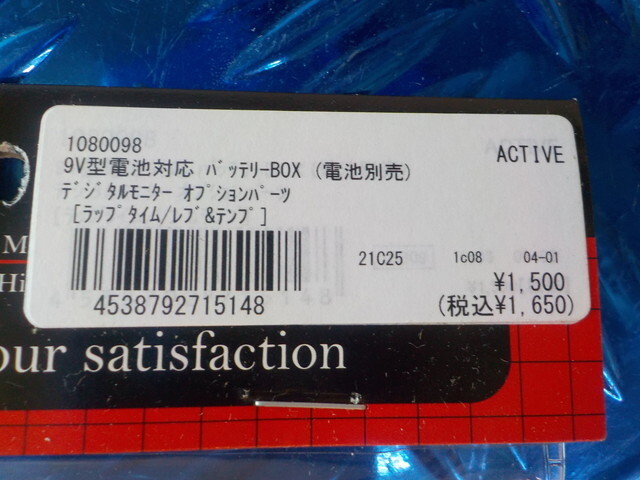 1080098
ACTIVE
9V型電池対応 ﾊﾞｯﾃﾘｰBOX (電池別売)
ﾃﾞｼﾞﾀﾙﾓﾆﾀｰ ｵﾌﾟｼｮﾝﾊﾟｰﾂ
[ﾗｯﾌﾟﾀｲﾑ/ﾚﾌﾞ&ﾃﾝﾌﾟ]
21C25 1c08 04-01
¥1,500
4538792715148
(税込¥1,650)
M
Hi
our satisfaction